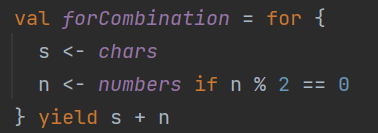 val forCombination = for {
  s <- chars
  n <- numbers if n % 2 == 0
} yield s + n